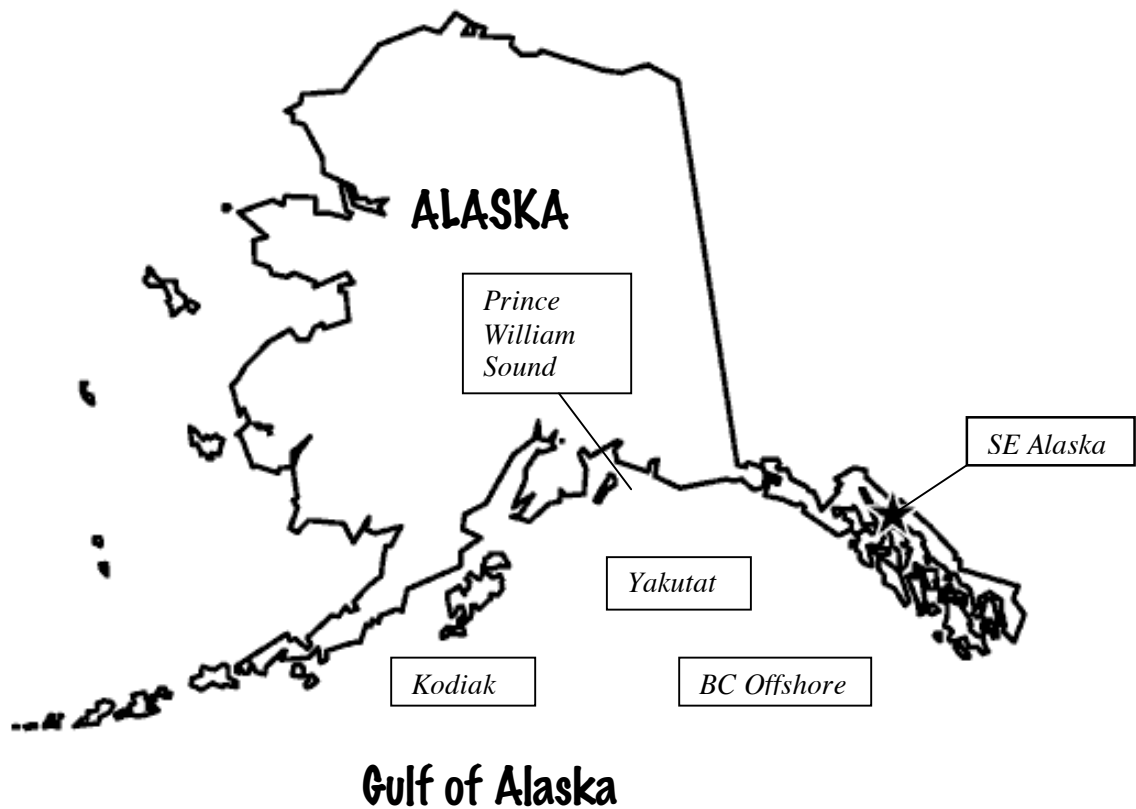 ALASKA
Prince
William
Sound
SE Alaska
Yakutat
Kodiak
BC Offshore
Gulf of Alaska